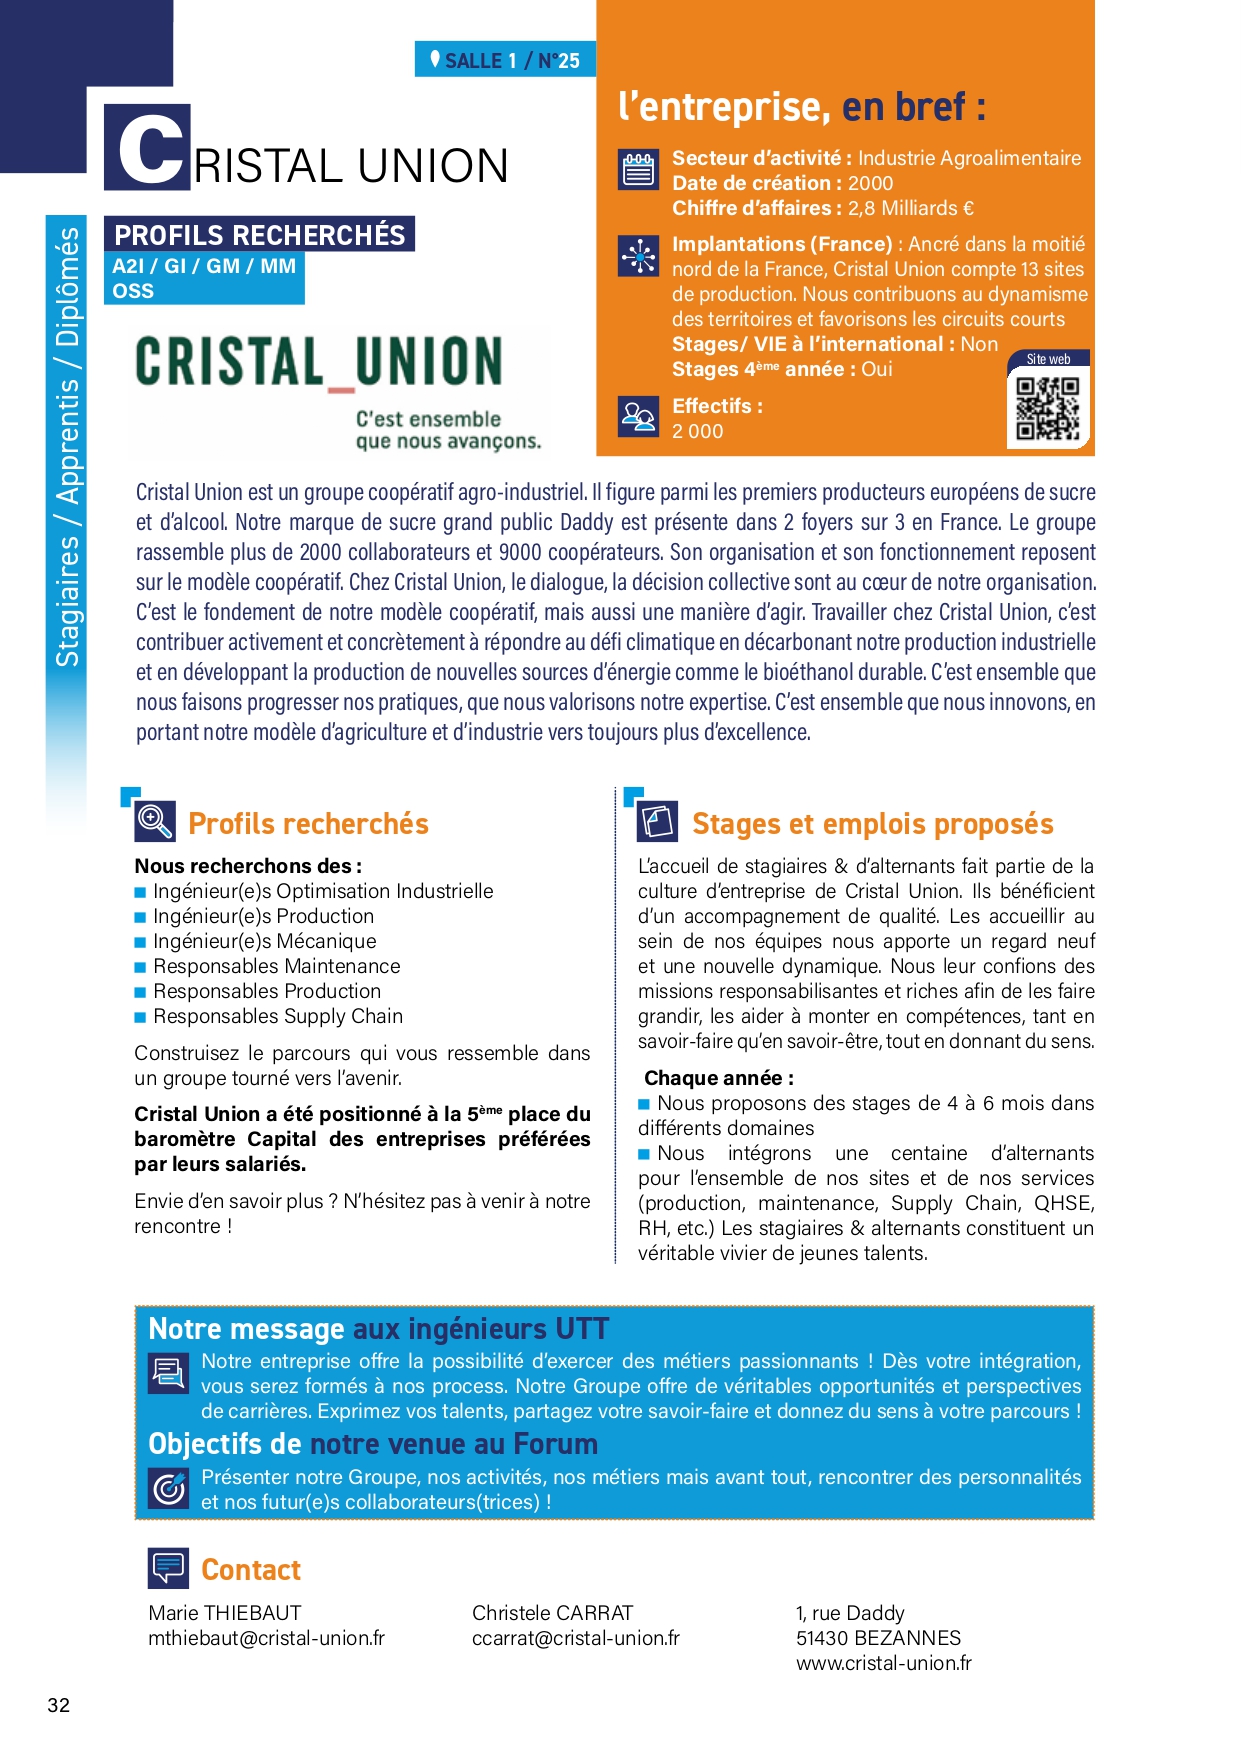 SALLE 1 / N°25
CRISTAL UNION
PROFILS RECHERCHÉS
A2I / GI / GM / MM
OSS
Stagiaires / Apprentis / Diplômés
CRISTAL_UNION
C'est ensemble
que nous avançons.
l'entreprise, en bref :
Secteur d'activité : Industrie Agroalimentaire
Date de création : 2000
Chiffre d'affaires : 2,8 Milliards €
Implantations (France) : Ancré dans la moitié
nord de la France, Cristal Union compte 13 sites
de production. Nous contribuons au dynamisme
des territoires et favorisons les circuits courts
Stages/ VIE à l'international : Non
Stages 4ème année : Oui
Site web
Effectifs :
2 000
Cristal Union est un groupe coopératif agro-industriel. Il figure parmi les premiers producteurs européens de sucre
et d'alcool. Notre marque de sucre grand public Daddy est présente dans 2 foyers sur 3 en France. Le groupe
rassemble plus de 2000 collaborateurs et 9000 coopérateurs. Son organisation et son fonctionnement reposent
sur le modèle coopératif. Chez Cristal Union, le dialogue, la décision collective sont au cœur de notre organisation.
C'est le fondement de notre modèle coopératif, mais aussi une manière d'agir. Travailler chez Cristal Union, c'est
contribuer activement et concrètement à répondre au défi climatique en décarbonant notre production industrielle
et en développant la production de nouvelles sources d'énergie comme le bioéthanol durable. C'est ensemble que
nous faisons progresser nos pratiques, que nous valorisons notre expertise. C'est ensemble que nous innovons, en
portant notre modèle d'agriculture et d'industrie vers toujours plus d'excellence.
Profils recherchés
Nous recherchons des :
Ingénieur(e)s Optimisation Industrielle
Ingénieur(e)s Production
Ingénieur(e)s Mécanique
Responsables Maintenance
Responsables Production
Responsables Supply Chain
Construisez le parcours qui vous ressemble dans
un groupe tourné vers l'avenir.
Cristal Union a été positionné à la 5ème place du
baromètre Capital des entreprises préférées
par leurs salariés.
Envie d'en savoir plus ? N'hésitez pas à venir à notre
rencontre !
Stages et emplois proposés
L'accueil de stagiaires & d'alternants fait partie de la
culture d'entreprise de Cristal Union. Ils bénéficient
d'un accompagnement de qualité. Les accueillir au
sein de nos équipes nous apporte un regard neuf
et une nouvelle dynamique. Nous leur confions des
missions responsabilisantes et riches afin de les faire
grandir, les aider à monter en compétences, tant en
savoir-faire qu'en savoir-être, tout en donnant du sens.
Chaque année :
Nous proposons des stages de 4 à 6 mois dans
différents domaines
Nous intégrons une centaine d'alternants
pour l'ensemble de nos sites et de nos services
(production, maintenance, Supply Chain, QHSE,
RH, etc.) Les stagiaires & alternants constituent un
véritable vivier de jeunes talents.
Notre message aux ingénieurs UTT
Notre entreprise offre la possibilité d'exercer des métiers passionnants ! Dès votre intégration,
vous serez formés à nos process. Notre Groupe offre de véritables opportunités et perspectives
de carrières. Exprimez vos talents, partagez votre savoir-faire et donnez du sens à votre parcours !
Objectifs de notre venue au Forum
Présenter notre Groupe, nos activités, nos métiers mais avant tout, rencontrer des personnalités
et nos futur(e)s collaborateurs(trices) !
Contact
Marie THIEBAUT
mthiebaut@cristal-union.fr
Christele CARRAT
ccarrat@cristal-union.fr
1, rue Daddy
51430 BEZANNES
www.cristal-union.fr
32